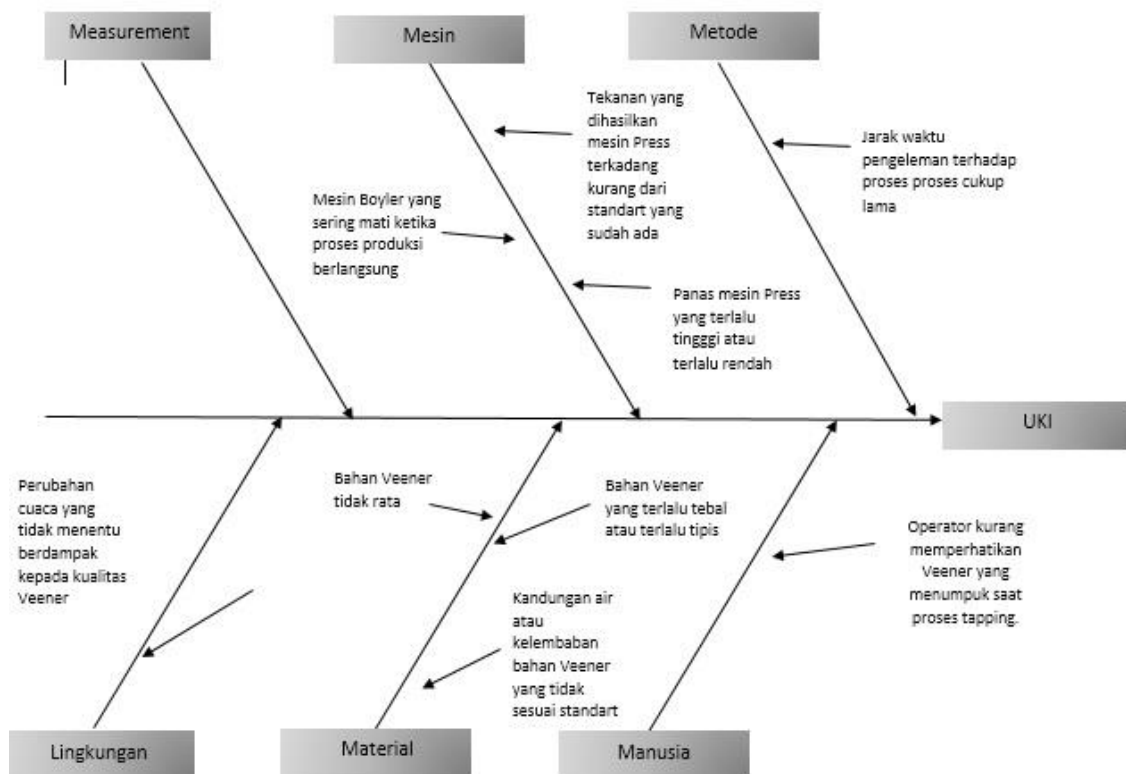 Measurement
Mesin
Metode
Tekanan yang
dihasilkan
mesin Press
terkadang
kurang dari
standart yang
sudah ada
Jarak waktu
pengeleman terhadap
proses proses cukup
lama
Mesin Boyler yang
sering mati ketika
proses produksi
berlangsung
Panas mesin Press
yang terlalu
tingggi atau
terlalu rendah
UKI
Perubahan
cuaca yang
tidak menentu
berdampak
kepada kualitas
Veener
Bahan Veener
tidak rata
Bahan Veener
yang terlalu tebal
atau terlalu tipis
Operator kurang
memperhatikan
Veener yang
menumpuk saat
proses tapping.
Kandungan air
atau
kelembaban
bahan Veener
yang tidak
sesuai standart
Lingkungan
Material
Manusia